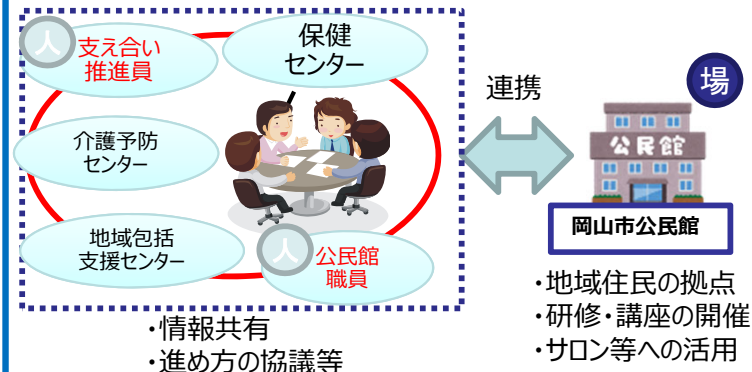 人
支え合い
推進員
保健
センター
介護予防
センター
地域包括
支援センター
人
公民館
職員
・情報共有
・進め方の協議等
連携
場
公民館
岡山市公民館
・地域住民の拠点
・研修・講座の開催
・サロン等への活用